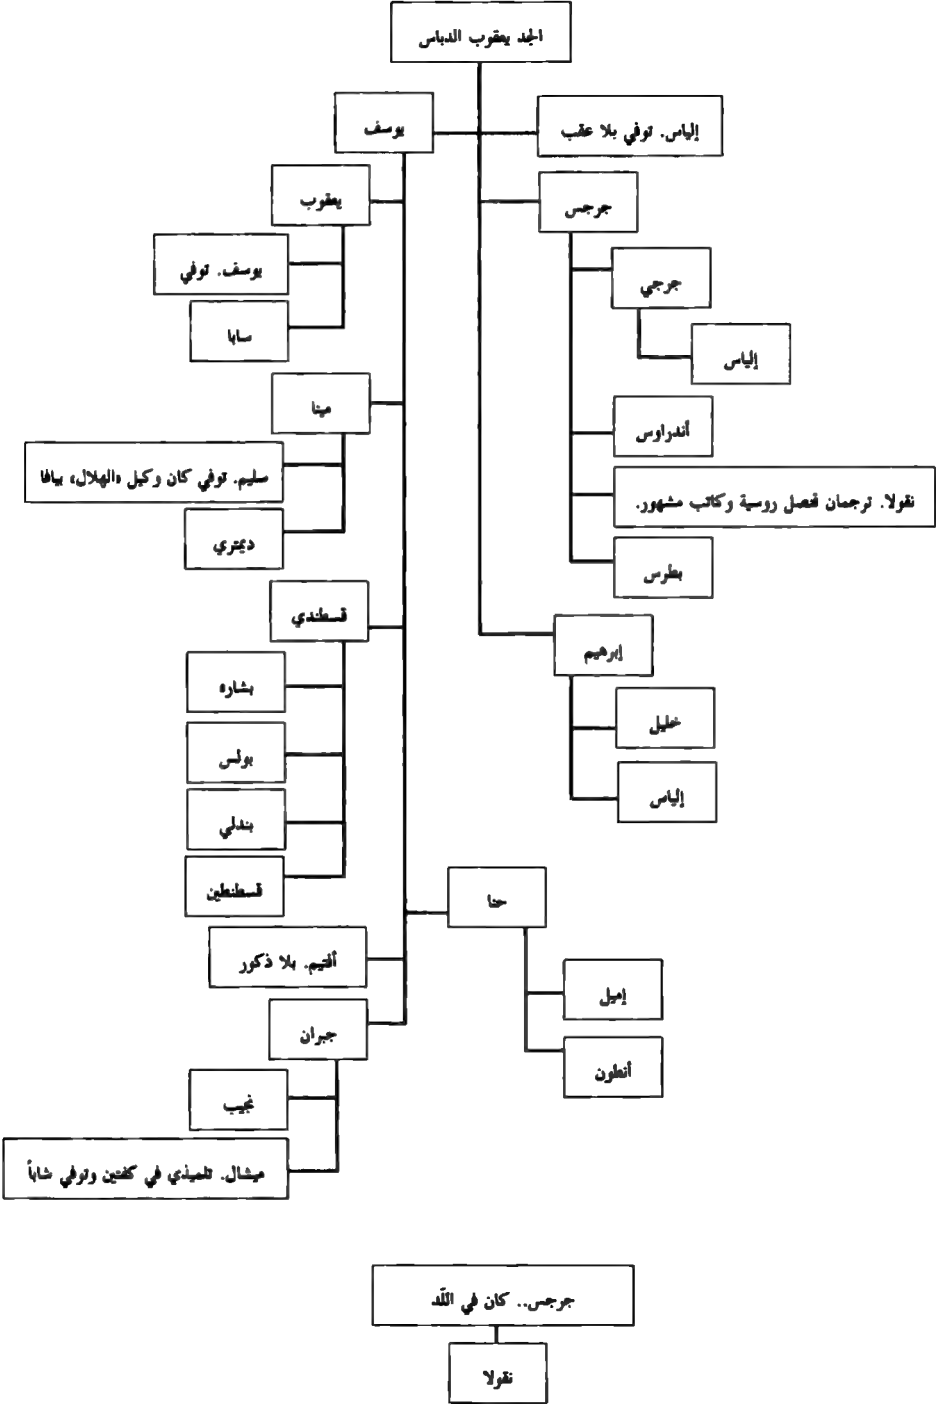 الجد يعقوب الدباس
إلياس. توفي بلا عقب
يوسف
جرجس
يعقوب
جرجي
يوسف. توفي
إلياس
سابا
مينا
أندراوس
سليم. توفي كان وكيل «الهلال» بيافا
نقولا. ترجمان قنصل روسية وكاتب مشهور.
ديمتري
بطرس
قسطندي
إبرهيم
بشاره
خليل
بولس
إلياس
بندلي
قسطنطين
حنا
أفتيم. بلا ذكور
إميل
جبران
أنطون
نجيب
ميشال. تلميذي في كفتين وتوفي شاباً
جرجس.. كان في اللّد
نقولا